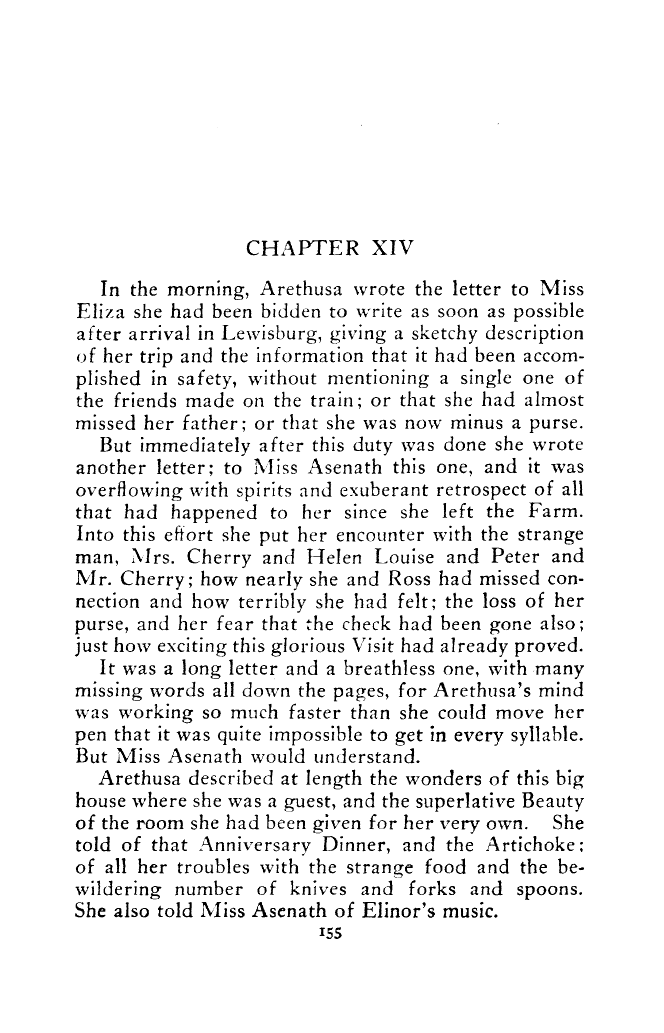 CHAPTER XIV
In the morning, Arethusa wrote the letter to Miss
Eliza she had been bidden to write as soon as possible
after arrival in Lewisburg, giving a sketchy description
of her trip and the information that it had been accom-
plished in safety, without mentioning a single one of
the friends made on the train; or that she had almost
missed her father; or that she was now minus a purse.
But immediately after this duty was done she wrote
another letter; to Miss Asenath this one, and it was
overflowing with spirits and exuberant retrospect of all
that had happened to her since she left the Farm.
Into this effort she put her encounter with the strange
man, Mrs. Cherry and Helen Louise and Peter and
Mr. Cherry; how nearly she and Ross had missed con-
nection and how terribly she had felt; the loss of her
purse, and her fear that the check had been gone also;
just how exciting this glorious Visit had already proved.
It was a long letter and a breathless one, with many
missing words all down the pages, for Arethusa's mind
was working so much faster than she could move her
pen that it was quite impossible to get in every syllable.
But Miss Asenath would understand.
Arethusa described at length the wonders of this big
house where she was a guest, and the superlative Beauty
of the room she had been given for her very own. She
told of that Anniversary Dinner, and the Artichoke;
of all her troubles with the strange food and the be-
wildering number of knives and forks and spoons.
She also told Miss Asenath of Elinor's music.
155